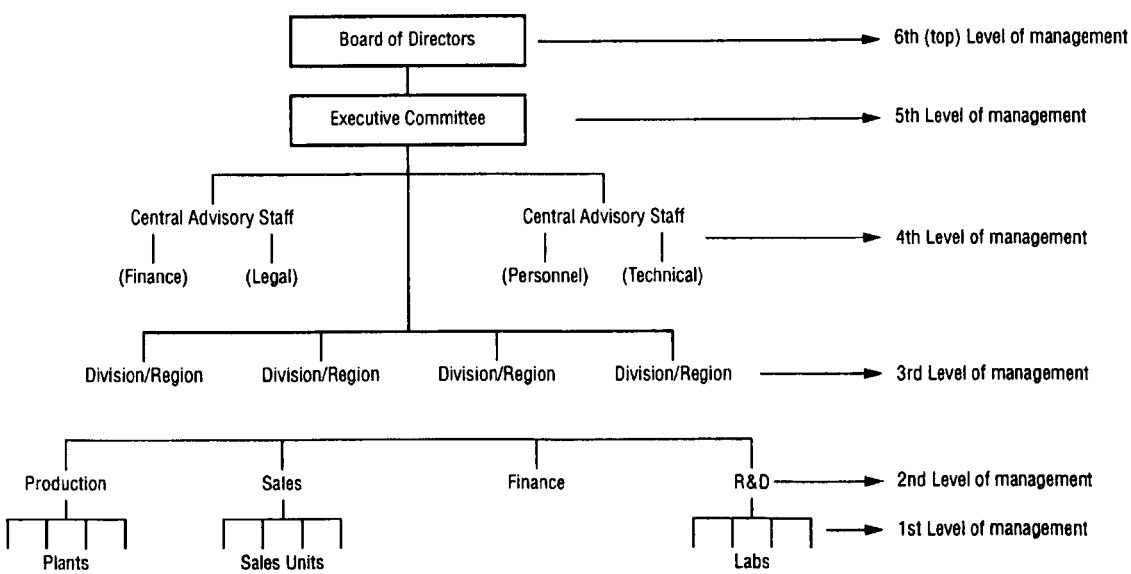 Board of Directors
6th (top) Level of management
Executive Committee
5th Level of management
Central Advisory Staff
Central Advisory Staff
4th Level of management
(Finance)
(Legal)
(Personnel)
(Technical)
Division/Region
Division/Region
Division/Region
Division/Region
3rd Level of management
Production
Sales
Finance
R&D
2nd Level of management
1st Level of management
Plants
Sales Units
Labs